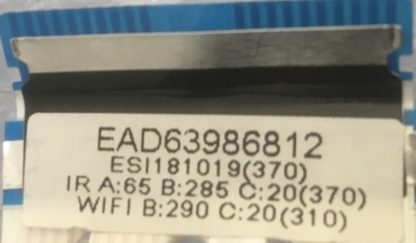 EAD63986812
ESI181019(370)
IR A:65 B:285 C:20(370)
WIFI B:290 C:20(310)